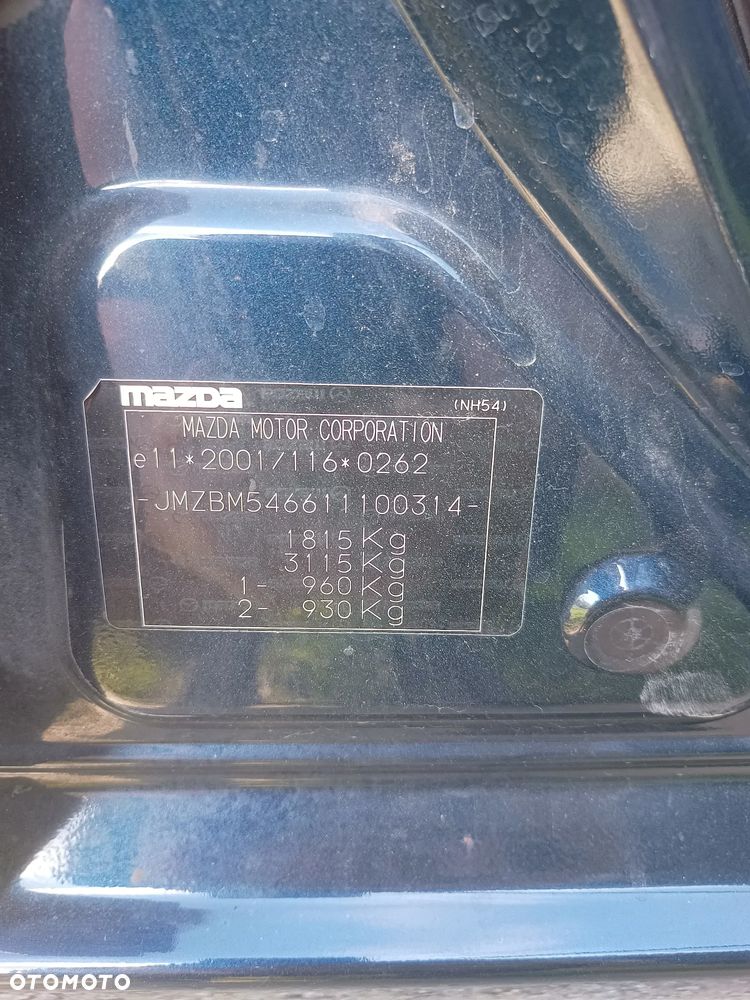 mazda
(NH54)
MAZDA MOTOR CORPORATION
e11*2001/116*0262
-JMZBM546611100314-
1815Kg
3115Kg
1- 960Kg
2- 930Kg
OTOMOTO